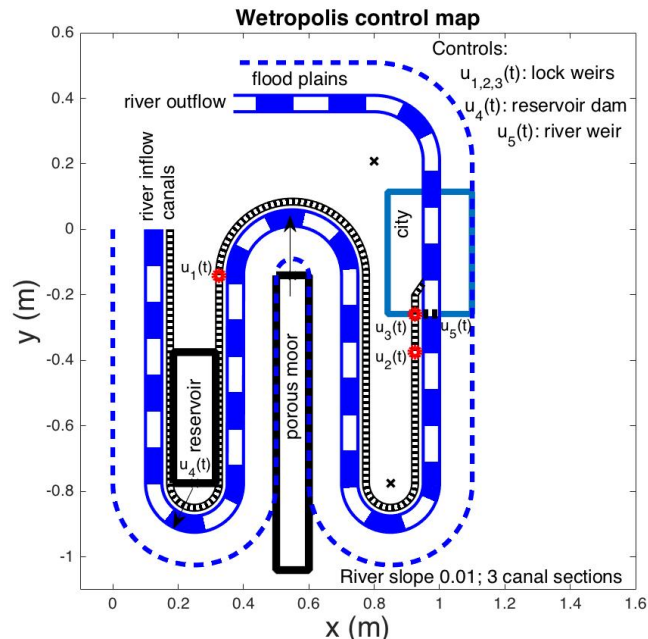 Wetropolis control map
Controls:
u1,2,3(t): lock weirs
u4(t): reservoir dam
u5(t): river weir
flood plains
river outflow
river inflow
canals
city
u1(t)
u3(t)
u5(t)
u2(t)
reservoir
u4(t)
porous moor
River slope 0.01; 3 canal sections
0.6
0.4
0.2
0
-0.2
-0.4
-0.6
-0.8
-1
y (m)
0 0.2 0.4 0.6 0.8 1 1.2 1.4 1.6
x (m)